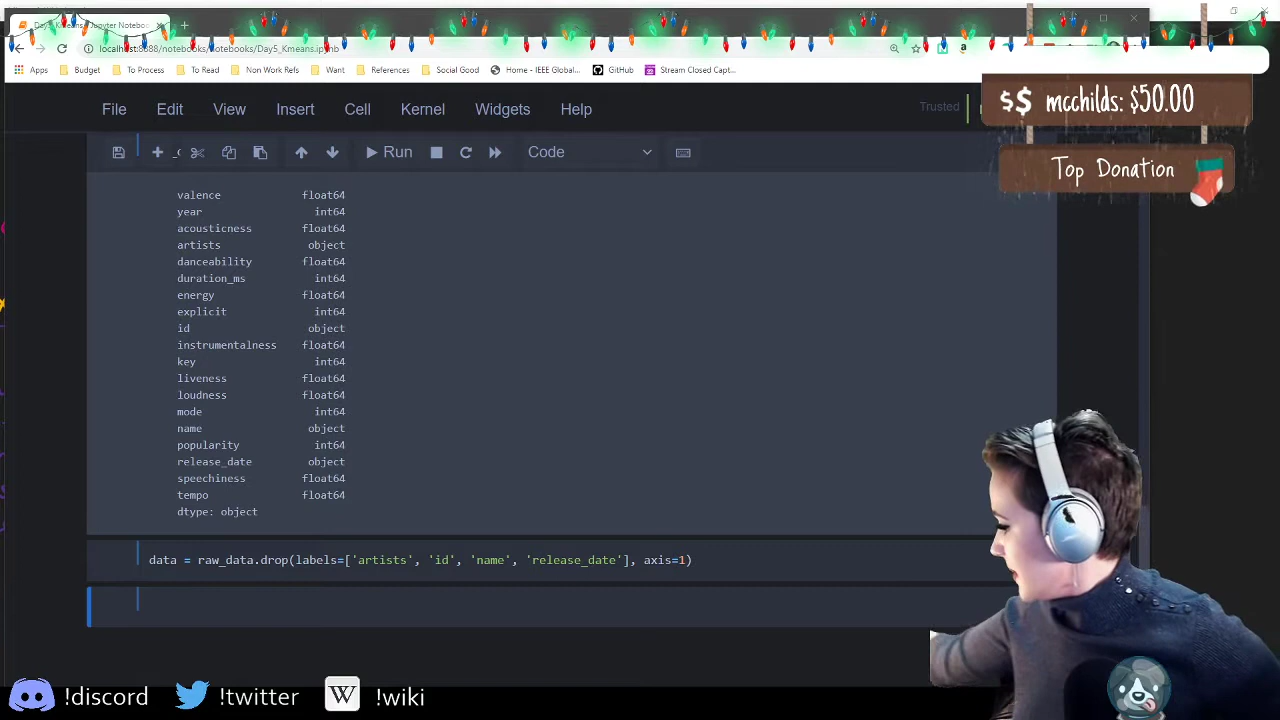 localhost:8888/notebooks/notebooks/Day5_Kmeans.ipynb
Apps Budget To Process To Read Non Work Refs Want References Social Good Home - IEEE Global... GitHub Stream Closed Capt...
File Edit View Insert Cell Kernel Widgets Help Trusted
$$ mcchilds: $50.00
Run Code
Top Donation
valence float64
year int64
acousticness float64
artists object
danceability float64
duration_ms int64
energy float64
explicit int64
id object
instrumentalness float64
key int64
liveness float64
loudness float64
mode int64
name object
popularity int64
release_date object
speechiness float64
tempo float64
dtype: object
data = raw_data.drop(labels=['artists', 'id', 'name', 'release_date'], axis=1)
!discord !twitter W !wiki